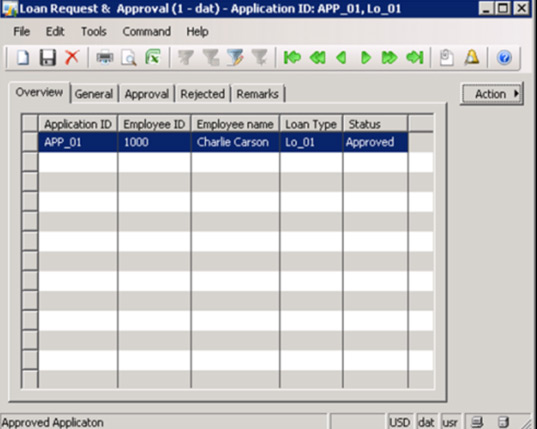 Loan Request & Approval (1 - dat) - Application ID: APP_01, Lo_01
File Edit Tools Command Help
Overview General Approval Rejected Remarks Action
Application ID Employee ID Employee name Loan Type Status
APP_01 1000 Charlie Carson Lo_01 Approved
Approved Applicaton USD dat usr